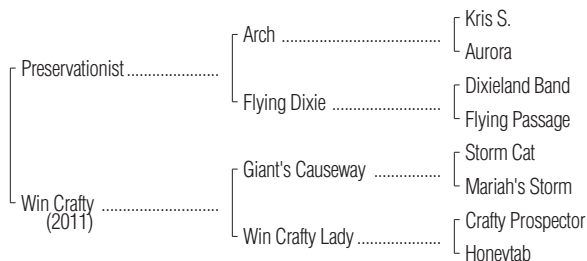 Kris S.
Arch ............................................
Aurora
Preservationist .........................
Dixieland Band
Flying Dixie ..................................
Flying Passage
Storm Cat
Giant's Causeway ......................
Mariah's Storm
Win Crafty ................................
(2011)
Crafty Prospector
Win Crafty Lady ..........................
Honeytab